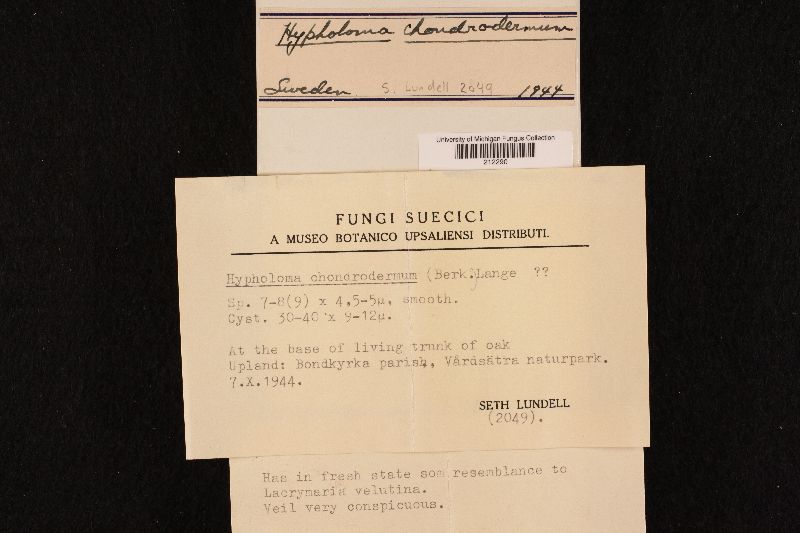 Hypholoma chondrodermum
Sweden S. Lundell 2049 1944
University of Michigan Fungus Collection
212290
FUNGI SUECICI
A MUSEO BOTANICO UPSALIENSI DISTRIBUTI.
Hypholoma chondrodermum (Berk.) Lange ??
Sp. 7-8(9) x 4,5-5µ, smooth.
Cyst. 30-40 x 9-12µ.
At the base of living trunk of oak
Upland: Bondkyrka parish, Vårdsätra naturpark.
7.X.1944.
SETH LUNDELL
(2049).
Has in fresh state som resemblance to
Lacrymaria velutina.
Veil very conspicuous.